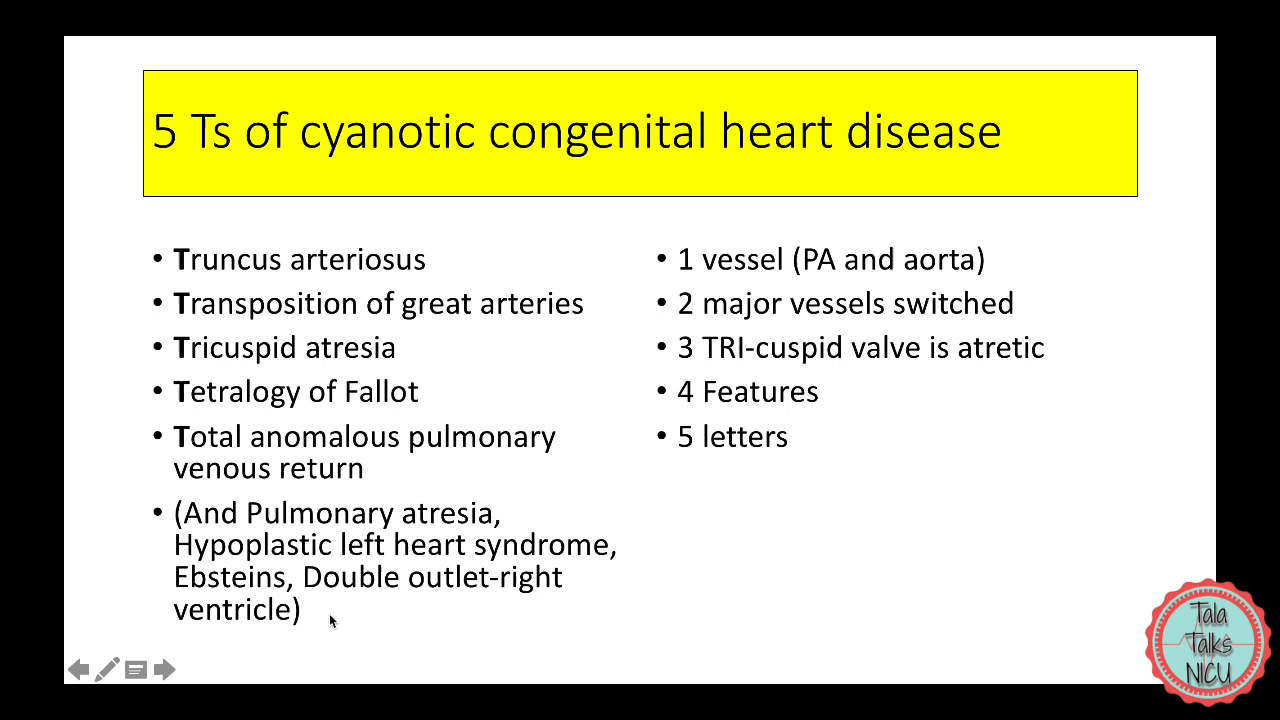 5 Ts of cyanotic congenital heart disease
• Truncus arteriosus
• Transposition of great arteries
• Tricuspid atresia
• Tetralogy of Fallot
• Total anomalous pulmonary
venous return
• (And Pulmonary atresia,
Hypoplastic left heart syndrome,
Ebsteins, Double outlet-right
ventricle)
• 1 vessel (PA and aorta)
• 2 major vessels switched
• 3 TRI-cuspid valve is atretic
• 4 Features
• 5 letters
Tala
Talks
NICU